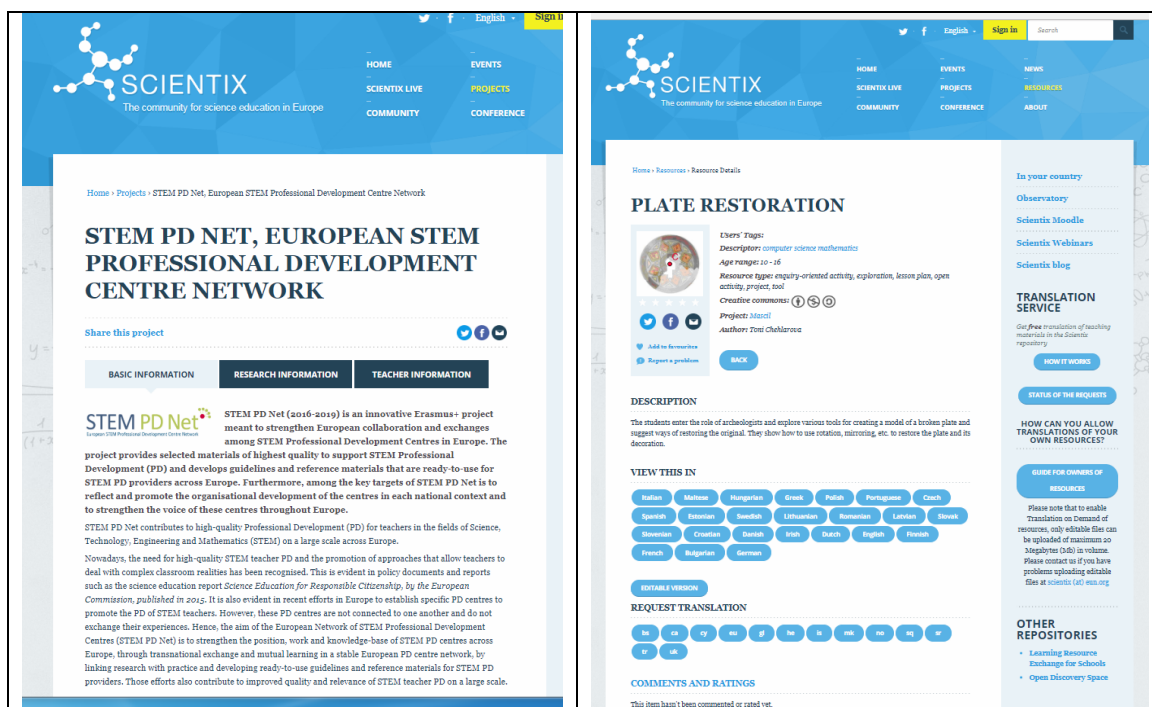 English
Sign in
SCIENTIX
The community for science education in Europe
HOME
EVENTS
SCIENTIX LIVE
PROJECTS
COMMUNITY
CONFERENCE
Home › Projects › STEM PD NET, European STEM Professional Development Centre Network
STEM PD NET, EUROPEAN STEM
PROFESSIONAL DEVELOPMENT
CENTRE NETWORK
Share this project
BASIC INFORMATION
RESEARCH INFORMATION
TEACHER INFORMATION
STEM PD Net
European STEM Professional Development Centre Network
STEM PD Net (2016-2019) is an innovative Erasmus+ project
meant to strengthen European collaboration and exchanges
among STEM Professional Development Centres in Europe. The
project provides selected materials of highest quality to support STEM Professional
Development (PD) and develops guidelines and reference materials that are ready-to-use for
STEM PD providers across Europe. Furthermore, among the key targets of STEM PD Net is to
reflect and promote the organisational development of the centres in each national context and
to strengthen the voice of these centres throughout Europe.
STEM PD Net contributes to high-quality Professional Development (PD) for teachers in the fields of Science,
Technology, Engineering and Mathematics (STEM) on a large scale across Europe.
Nowadays, the need for high-quality STEM teacher PD and the promotion of approaches that allow teachers to
deal with complex classroom realities has been recognised. This is evident in policy documents and reports
such as the science education report Science Education for Responsible Citizenship, by the European
Commission, published in 2015. It is also evident in recent efforts in Europe to establish specific PD centres to
promote the PD of STEM teachers. However, these PD centres are not connected to one another and do not
exchange their experiences. Hence, the aim of the European Network of STEM Professional Development
Centres (STEM PD Net) is to strengthen the position, work and knowledge-base of STEM PD centres across
Europe, through transnational exchange and mutual learning in a stable European PD centre network, by
linking research with practice and developing ready-to-use guidelines and reference materials for STEM PD
providers. Those efforts also contribute to improved quality and relevance of STEM teacher PD on a large scale.
English
Sign in
Search
SCIENTIX
The community for science education in Europe
HOME
EVENTS
NEWS
SCIENTIX LIVE
PROJECTS
RESOURCES
COMMUNITY
CONFERENCE
ABOUT
Home › Resources › Resource Details
PLATE RESTORATION
Users' Tags:
Descriptor: computer science mathematics
Age range: 10 - 16
Resource type: enquiry-oriented activity, exploration, lesson plan, open
activity, project, tool
Creative commons:
Project: Mascil
Author: Toni Chehlarova
Add to favourites
Report a problem
BACK
DESCRIPTION
The students enter the role of archeologists and explore various tools for creating a model of a broken plate and
suggest ways of restoring the original. They show how to use rotation, mirroring, etc. to restore the plate and its
decoration.
VIEW THIS IN
Italian Maltese Hungarian Greek Polish Portuguese Czech
Spanish Estonian Swedish Lithuanian Romanian Latvian Slovak
Slovenian Croatian Danish Irish Dutch English Finnish
French Bulgarian German
EDITABLE VERSION
REQUEST TRANSLATION
bs ca cy eu gl he is mk no sq sr
tr uk
COMMENTS AND RATINGS
This item hasn't been commented or rated yet.
In your country
Observatory
Scientix Moodle
Scientix Webinars
Scientix blog
TRANSLATION
SERVICE
Get free translation of teaching
materials in the Scientix
repository
HOW IT WORKS
STATUS OF THE REQUESTS
HOW CAN YOU ALLOW
TRANSLATIONS OF YOUR
OWN RESOURCES?
GUIDE FOR OWNERS OF
RESOURCES
Please note that to enable
Translation on Demand of
resources, only editable files can
be uploaded of maximum 20
Megabytes (Mb) in volume.
Please contact us if you have
problems uploading editable
files at scientix (at) eun.org
OTHER
REPOSITORIES
Learning Resource
Exchange for Schools
Open Discovery Space